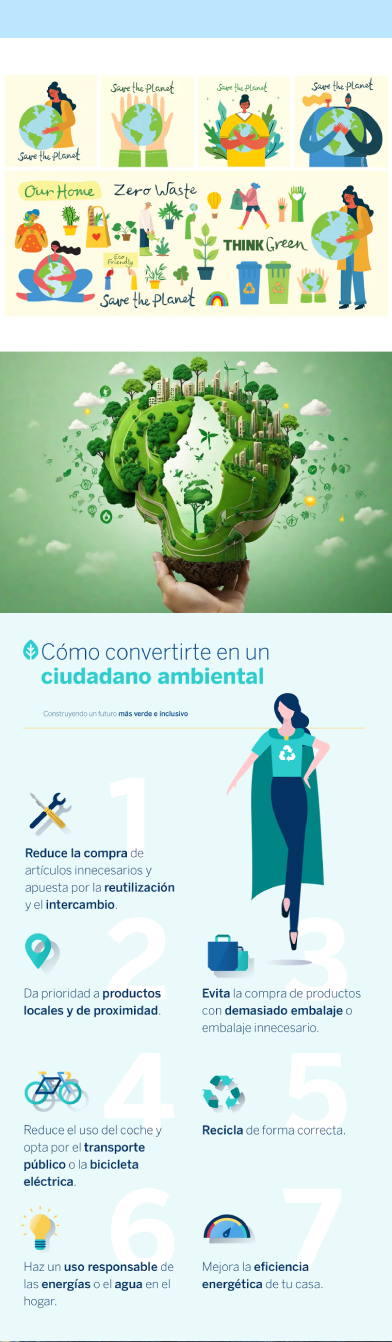 Save the Planet
Save the Planet
Save the Planet
Save the Planet
Our Home
Zero Waste
THINK Green
Eco
Friendly
Save the Planet
Cómo convertirte en un
ciudadano ambiental
Construyendo un futuro más verde e inclusivo
1
Reduce la compra de
artículos innecesarios y
apuesta por la reutilización
y el intercambio.
2
Da prioridad a productos
locales y de proximidad.
3
Evita la compra de productos
con demasiado embalaje o
embalaje innecesario.
4
Reduce el uso del coche y
opta por el transporte
público o la bicicleta
eléctrica.
5
Recicla de forma correcta.
6
Haz un uso responsable de
las energías o el agua en el
hogar.
7
Mejora la eficiencia
energética de tu casa.